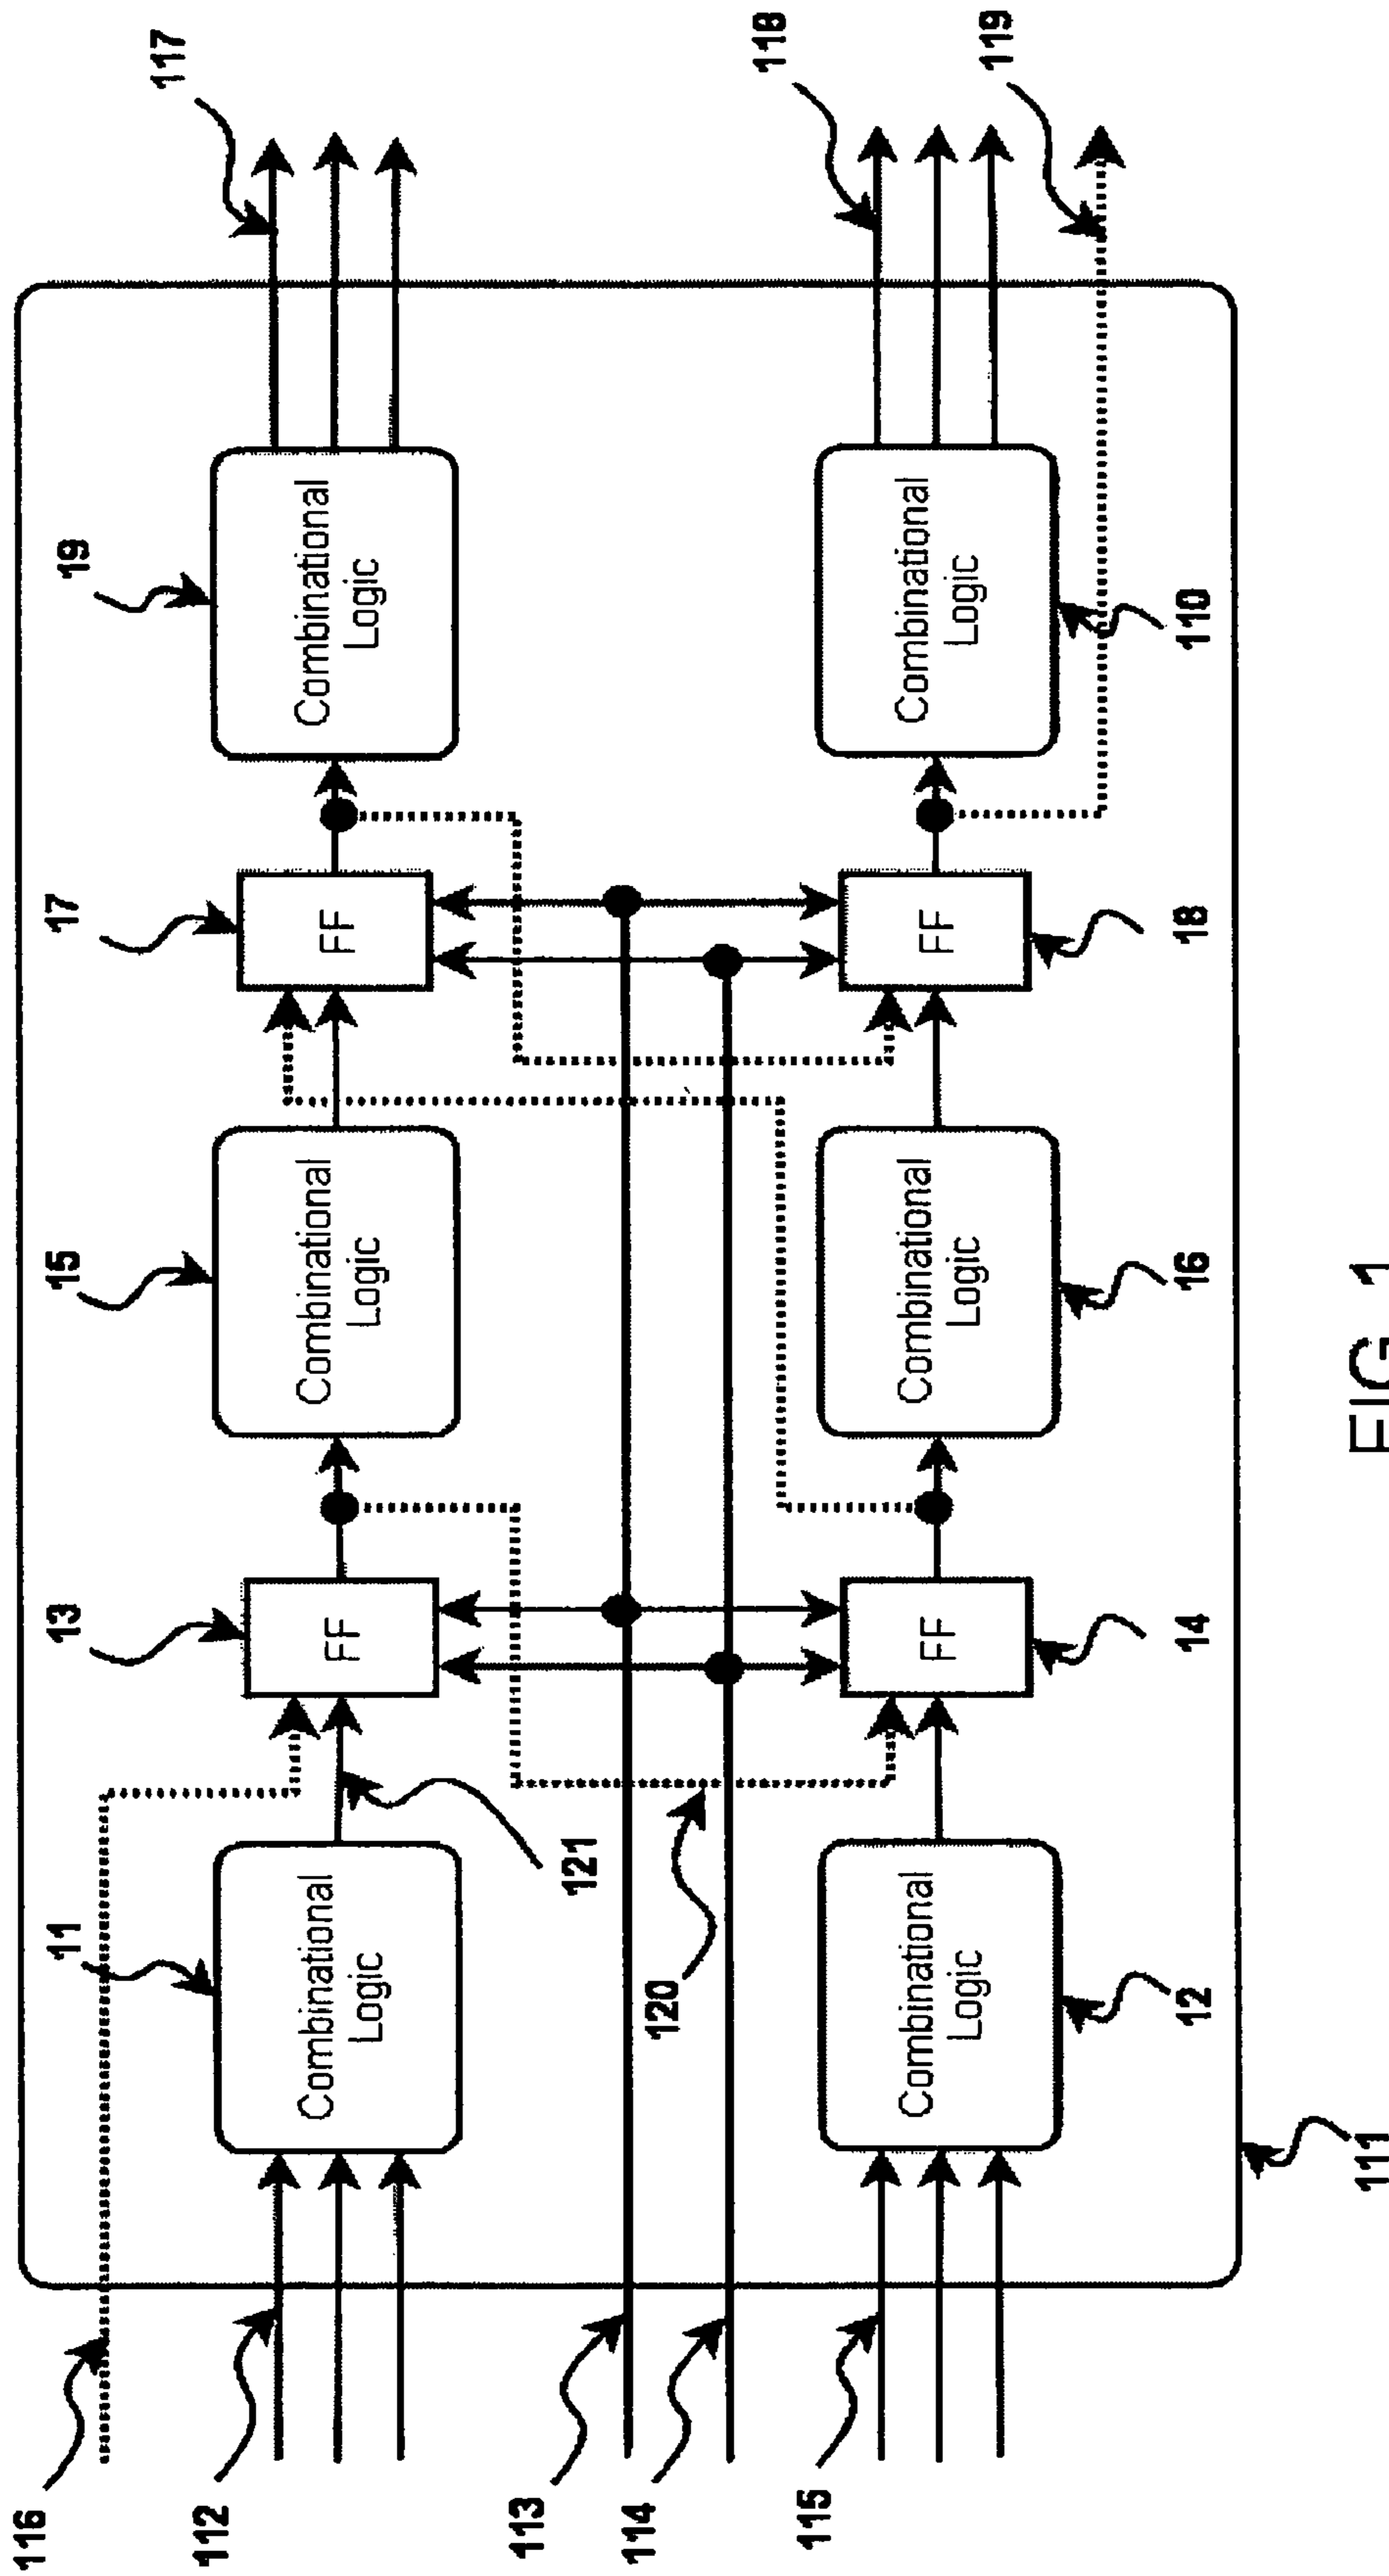 117
118
119
19
Combinational
Logic
Combinational
Logic
110
17
FF
FF
18
15
Combinational
Logic
Combinational
Logic
16
13
FF
FF
14
11
Combinational
Logic
121
120
Combinational
Logic
12
116
112
113
114
115
111
FIG 1